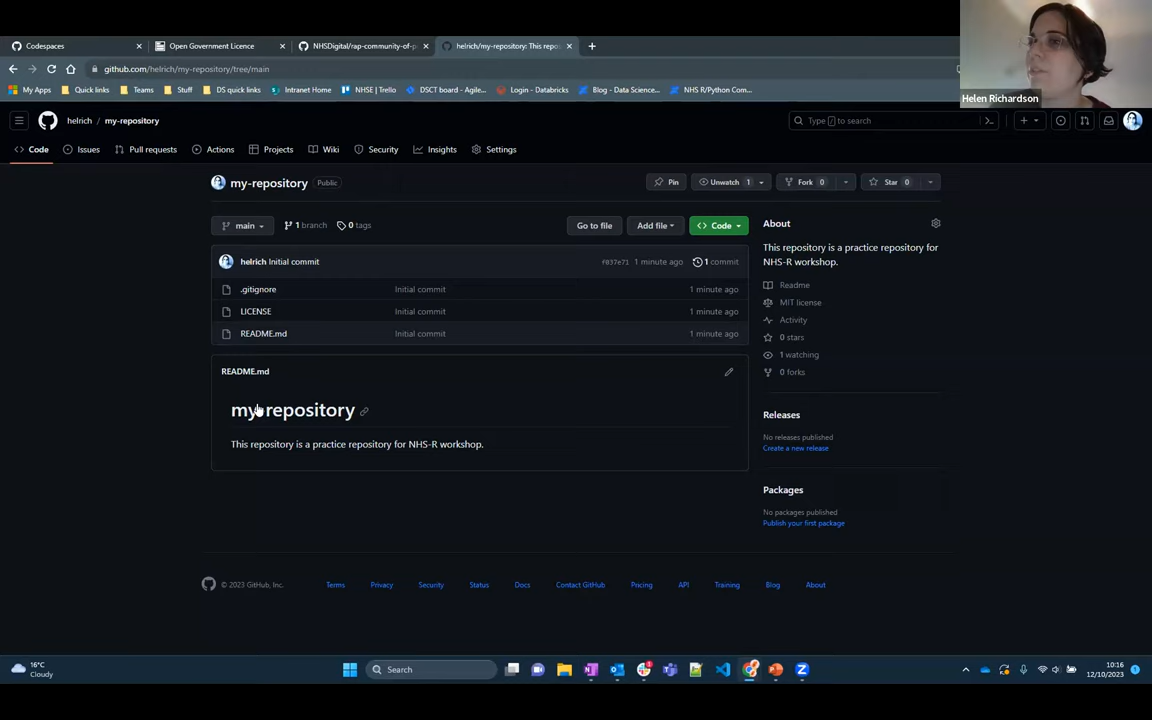 Codespaces
Open Government Licence
NHSDigital/rap-community-of-p
helrich/my-repository: This repo
github.com/helrich/my-repository/tree/main
My Apps
Quick links
Teams
Stuff
DS quick links
Intranet Home
NHSE | Trello
DSCT board - Agile...
Login - Databricks
Blog - Data Science...
NHS R/Python Com...
Helen Richardson
helrich / my-repository
Type / to search
Code
Issues
Pull requests
Actions
Projects
Wiki
Security
Insights
Settings
my-repository
Public
Pin
Unwatch 1
Fork 0
Star 0
main
1 branch
0 tags
Go to file
Add file
Code
helrich Initial commit
f037e71 1 minute ago
1 commit
.gitignore
Initial commit
1 minute ago
LICENSE
Initial commit
1 minute ago
README.md
Initial commit
1 minute ago
README.md
my-repository
This repository is a practice repository for NHS-R workshop.
About
This repository is a practice repository for
NHS-R workshop.
Readme
MIT license
Activity
0 stars
1 watching
0 forks
Releases
No releases published
Create a new release
Packages
No packages published
Publish your first package
© 2023 GitHub, Inc.
Terms
Privacy
Security
Status
Docs
Contact GitHub
Pricing
API
Training
Blog
About
16°C
Cloudy
Search
10:16
12/10/2023